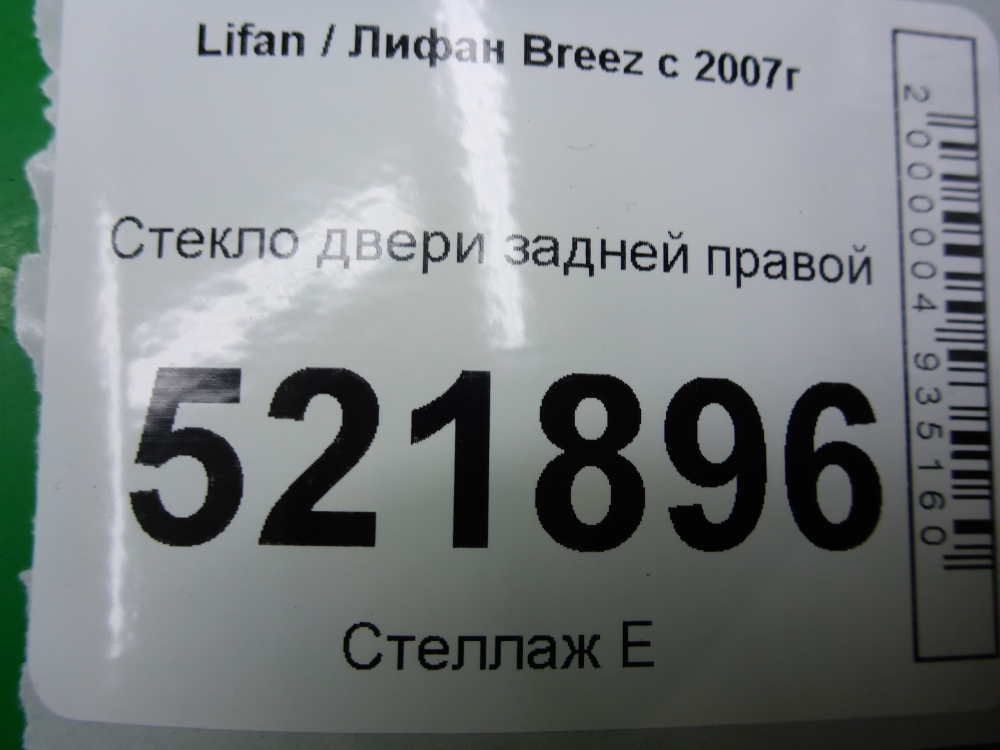 Lifan / Лифан Breez с 2007г
Стекло двери задней правой
521896
Стеллаж Е
2000004935160